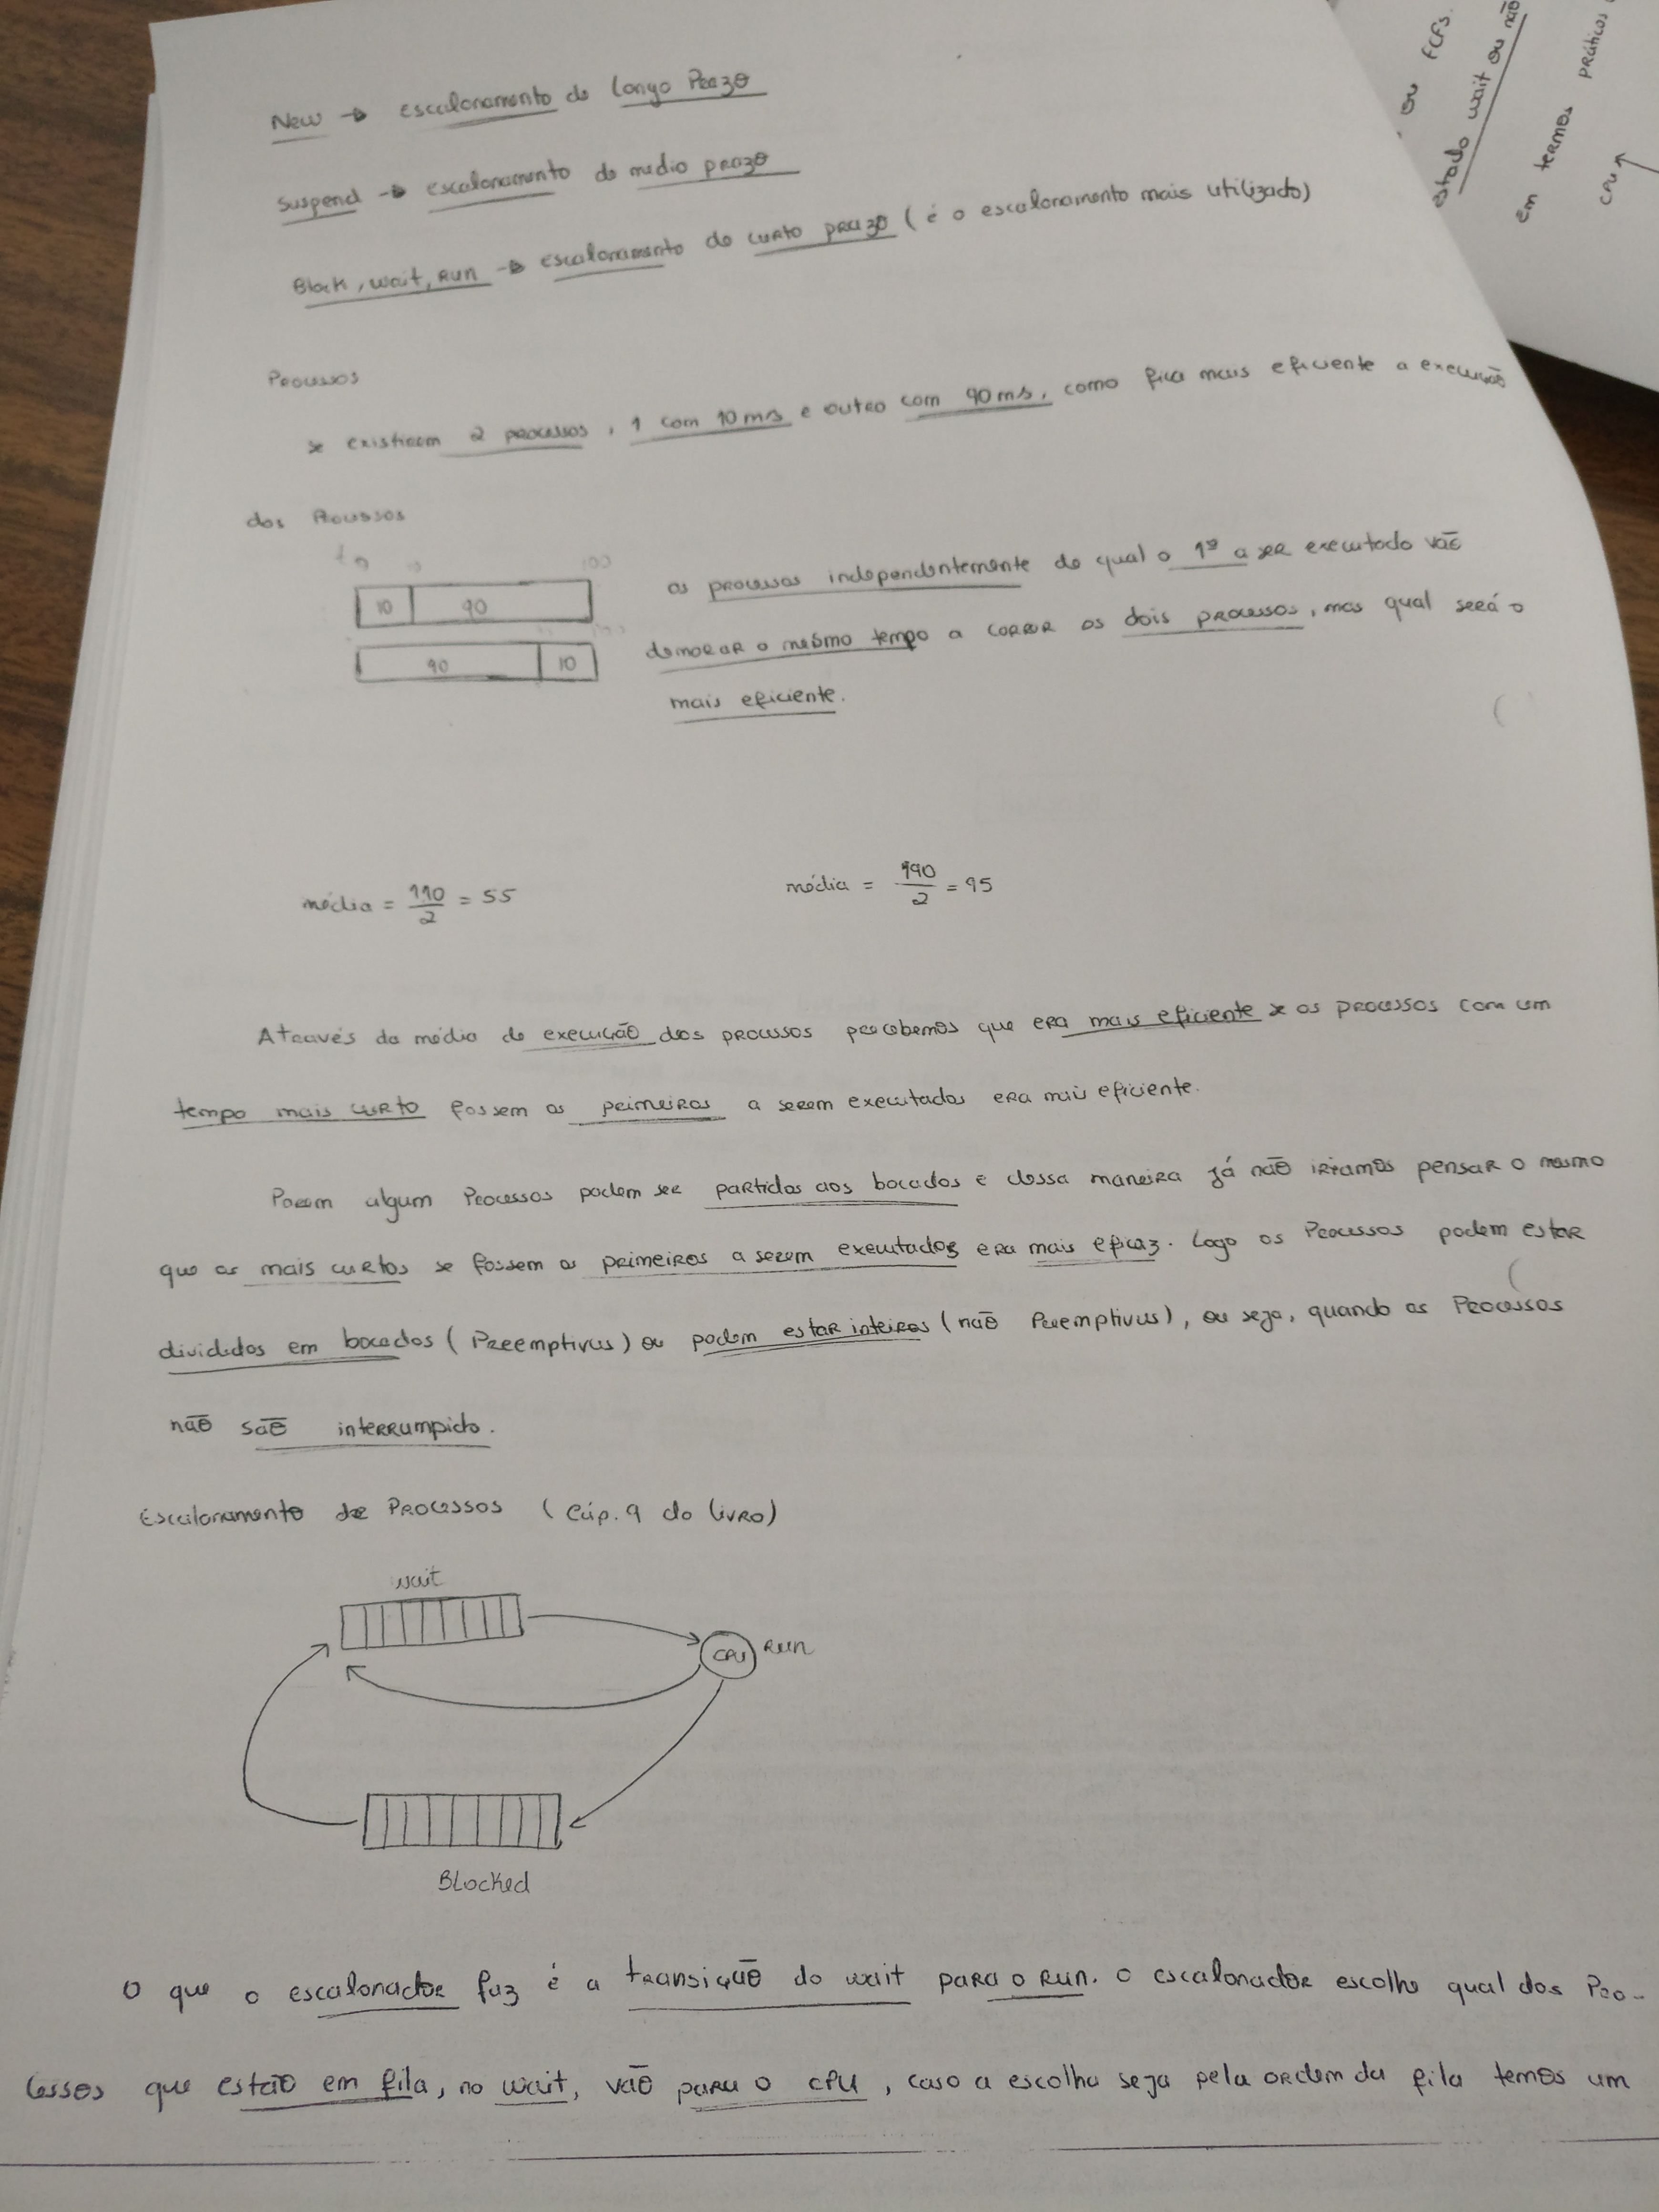 New → escalonamento de longo Prazo
Suspend → escalonamento de medio prazo
Block, wait, Run → escalonamento de curto prazo ( é o escalonamento mais utilizado)
Processos
se existirem 2 processos, 1 com 10 ms e outro com 90 ms, como fica mais eficiente a execução
dos Processos
10 100
10 90
os processos independentemente de qual o 1º a ser executado vão
90 10
demorar o mesmo tempo a correr os dois processos, mas qual será o
mais eficiente.
média = 110/2 = 55
média = 190/2 = 95
Através da média de execução dos processos percebemos que era mais eficiente se os processos com um
tempo mais curto fossem os primeiros a serem executados era mais eficiente.
Porem algum Processos podem ser partidos aos bocados e dessa maneira já não iriamos pensar o mesmo
que os mais curtos se fossem os primeiros a serem executados era mais eficaz. Logo os Processos podem estar
divididos em bocados ( Preemptivus) ou podem estar inteiros ( não Preemptivus), ou seja, quando os Processos
não são interrumpido.
Escalonamento de Processos ( Cáp. 9 do livro)
wait
CPU Run
Blocked
O que o escalonador faz é a transição do wait para o Run. O escalonador escolhe qual dos Pro-
cessos que estão em fila, no wait, vão para o CPU, caso a escolha seja pela ordem da fila temos um
ou FCFS.
estado wait ou não
em termos práticos
CPU